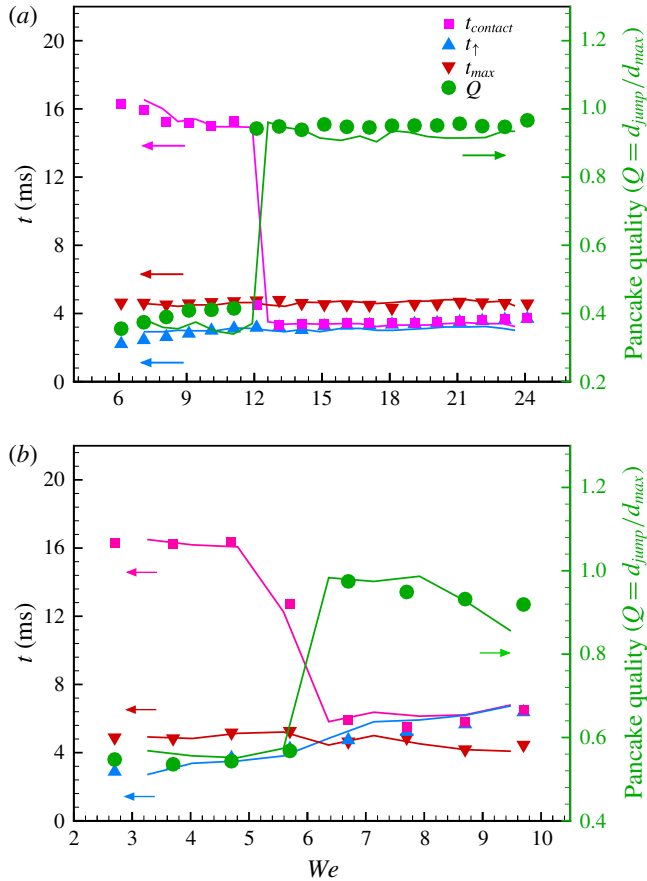 (a)
t_contact
t_↑
t_max
Q
20
16
12
8
4
0
t (ms)
1.2
1.0
0.8
0.6
0.4
0.2
Pancake quality (Q = d_jump/d_max)
6 9 12 15 18 21 24
(b)
20
16
12
8
4
0
t (ms)
1.2
1.0
0.8
0.6
0.4
Pancake quality (Q = d_jump/d_max)
2 3 4 5 6 7 8 9 10
We